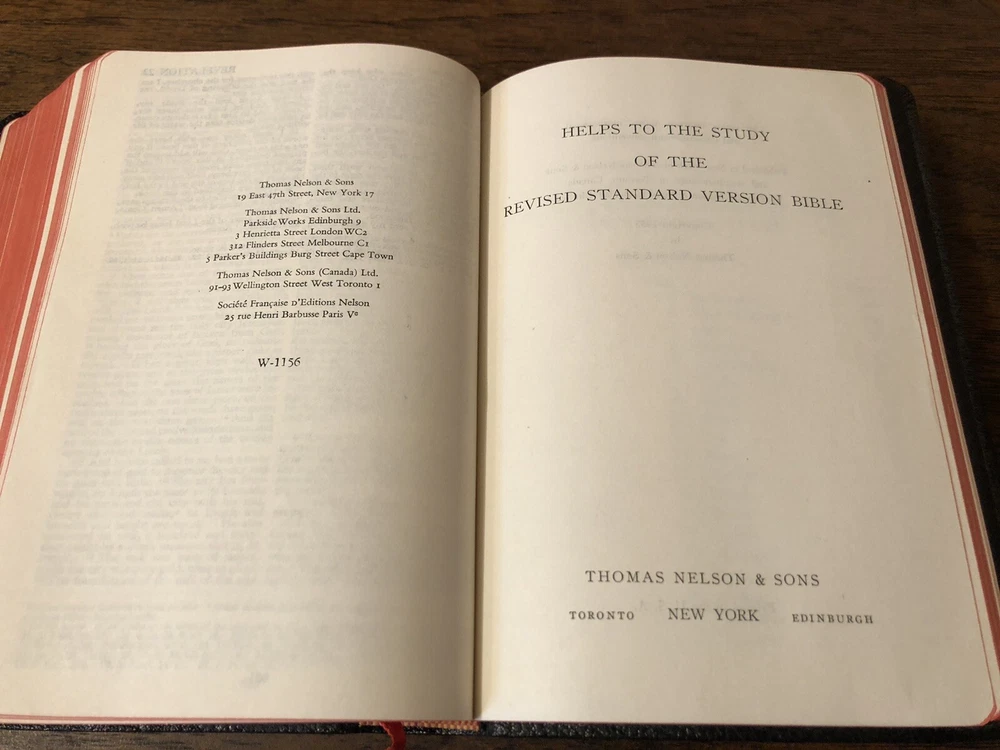 Thomas Nelson & Sons
19 East 47th Street, New York 17
Thomas Nelson & Sons Ltd.
Parkside Works Edinburgh 9
3 Henrietta Street London WC2
312 Flinders Street Melbourne C1
5 Parker's Buildings Burg Street Cape Town
Thomas Nelson & Sons (Canada) Ltd.
91-93 Wellington Street West Toronto 1
Société Française D'Editions Nelson
25 rue Henri Barbusse Paris Ve
W-1156
HELPS TO THE STUDY
OF THE
REVISED STANDARD VERSION BIBLE
THOMAS NELSON & SONS
TORONTO NEW YORK EDINBURGH